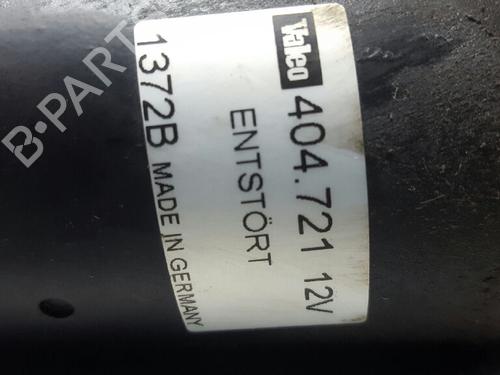 Valeo
404.721 12V
ENTSTÖRT
1372B MADE IN GERMANY
B-PARTS